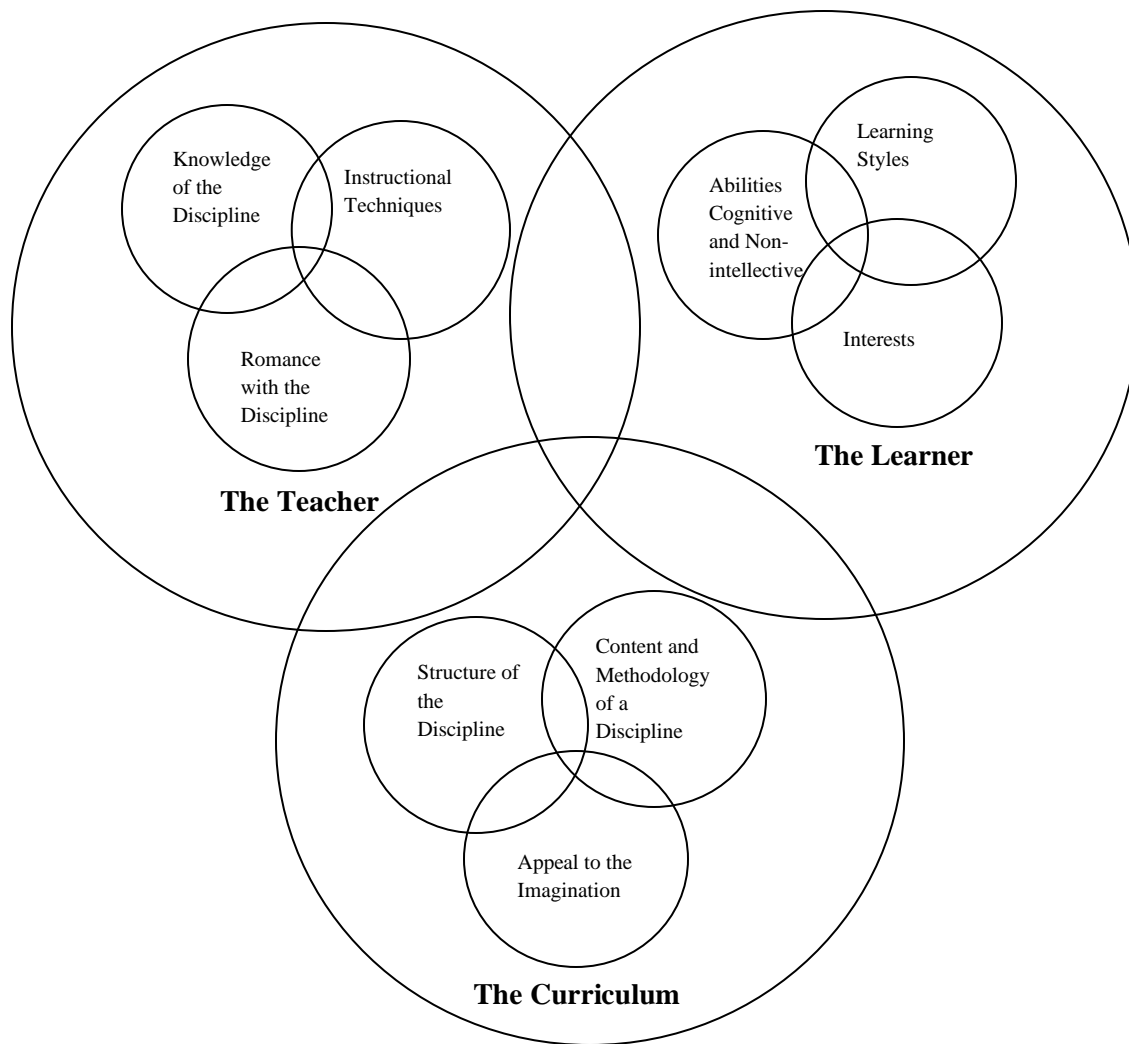 Knowledge
of the
Discipline
Instructional
Techniques
Romance
with the
Discipline
The Teacher
Learning
Styles
Abilities
Cognitive
and Non-
intellective
Interests
The Learner
Structure of
the
Discipline
Content and
Methodology
of a
Discipline
Appeal to the
Imagination
The Curriculum